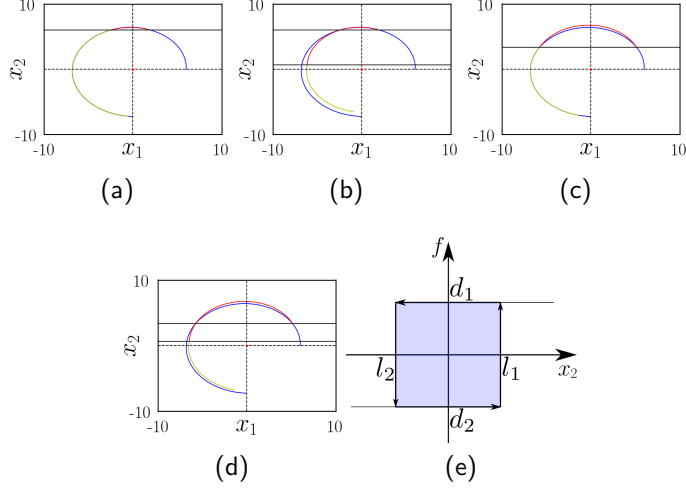 10 10 10
x₂ x₂ x₂
-10 -10 -10
-10 x₁ 10 -10 x₁ 10 -10 x₁ 10
(a) (b) (c)
10
x₂
-10
-10 x₁ 10
f
d₁
l₂ l₁ x₂
d₂
(d) (e)